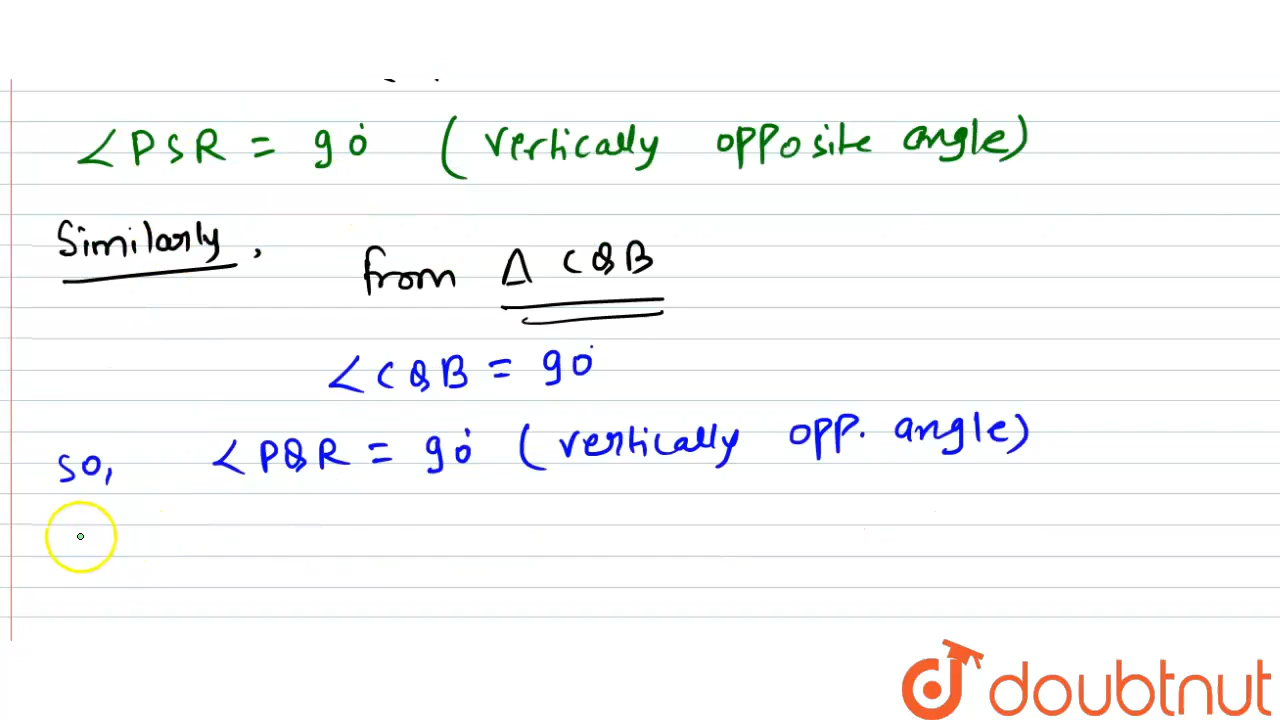 ∠PSR = 90° (vertically opposite angle)
Similarly, from Δ CQB
∠CQB = 90°
so, ∠PQR = 90° (vertically opp. angle)
doubtnut